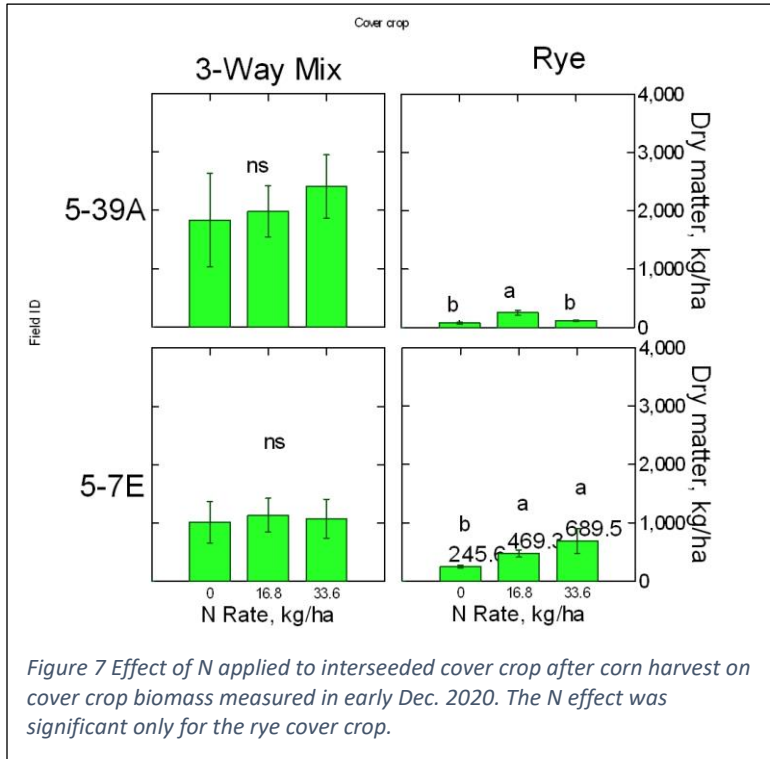 Cover crop
3-Way Mix
Rye
Field ID
5-39A
ns
b
a
b
4,000
3,000
2,000
1,000
0
Dry matter, kg/ha
5-7E
ns
b
a
a
245.6
469.3
689.5
4,000
3,000
2,000
1,000
0
Dry matter, kg/ha
0 16.8 33.6
N Rate, kg/ha
0 16.8 33.6
N Rate, kg/ha
Figure 7 Effect of N applied to interseeded cover crop after corn harvest on
cover crop biomass measured in early Dec. 2020. The N effect was
significant only for the rye cover crop.